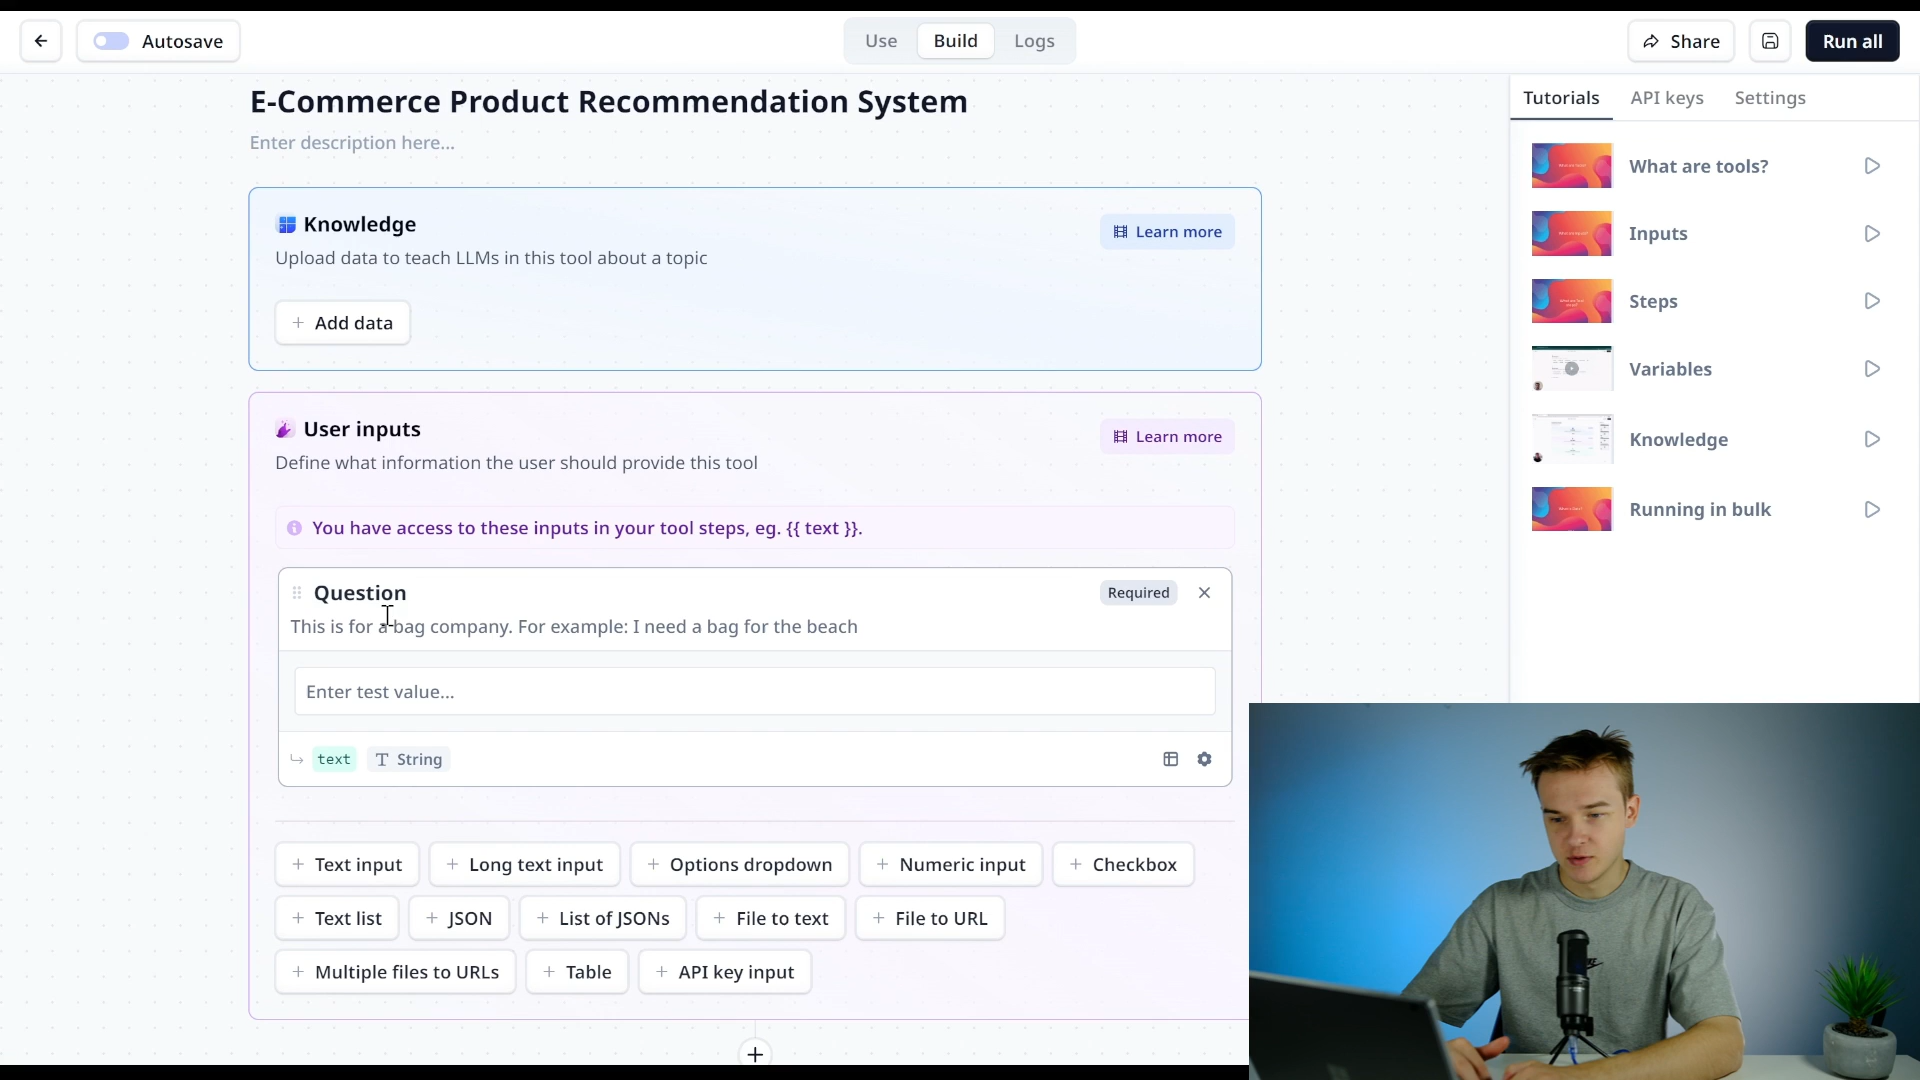 Autosave
Use Build Logs
Share
Run all
E-Commerce Product Recommendation System
Enter description here...
Knowledge
Upload data to teach LLMs in this tool about a topic
Learn more
+ Add data
User inputs
Define what information the user should provide this tool
Learn more
You have access to these inputs in your tool steps, eg. {{ text }}.
Question
Required
This is for a bag company. For example: I need a bag for the beach
Enter test value...
text T String
+ Text input + Long text input + Options dropdown + Numeric input + Checkbox
+ Text list + JSON + List of JSONs + File to text + File to URL
+ Multiple files to URLs + Table + API key input
Tutorials API keys Settings
What are tools?
Inputs
Steps
Variables
Knowledge
Running in bulk